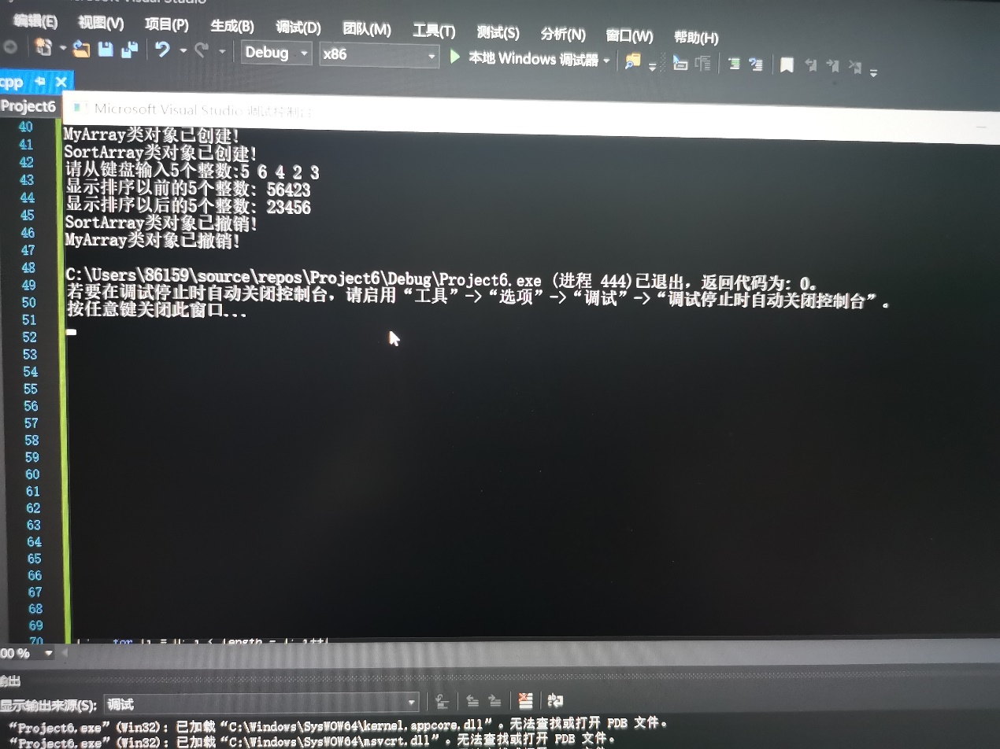 编辑(E) 视图(V) 项目(P) 生成(B) 调试(D) 团队(M) 工具(T) 测试(S) 分析(N) 窗口(W) 帮助(H)
Debug x86 本地 Windows 调试器
cpp
Project6
Microsoft Visual Studio 调试控制台
40
41
42
43
44
45
46
47
48
49
50
51
52
53
54
55
56
57
58
59
60
61
62
63
64
65
66
67
68
69
70
MyArray类对象已创建!
SortArray类对象已创建!
请从键盘输入5个整数:5 6 4 2 3
显示排序以前的5个整数: 56423
显示排序以后的5个整数: 23456
SortArray类对象已撤销!
MyArray类对象已撤销!
C:\Users\86159\source\repos\Project6\Debug\Project6.exe (进程 444)已退出，返回代码为: 0。
若要在调试停止时自动关闭控制台，请启用“工具”->“选项”->“调试”->“调试停止时自动关闭控制台”。
按任意键关闭此窗口...
00 %
输出
显示输出来源(S): 调试
“Project6.exe”(Win32): 已加载“C:\Windows\SysWOW64\kernel.appcore.dll”。无法查找或打开 PDB 文件。
“Project6.exe”(Win32): 已加载“C:\Windows\SysWOW64\msvcrt.dll”。无法查找或打开 PDB 文件。